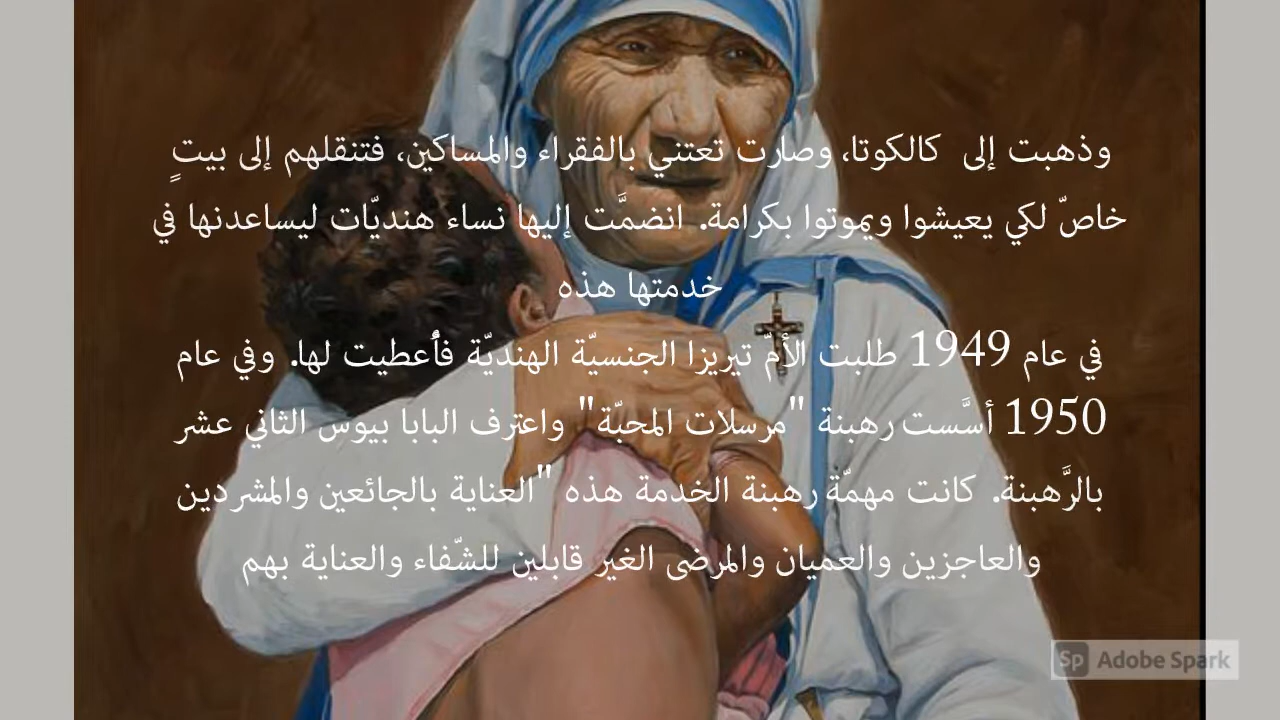 وذهبت إلى كالكوتا، وصارت تعتني بالفقراء والمساكين، فتنقلهم إلى بيتٍ
خاصّ لكي يعيشوا ويموتوا بكرامة. انضمَّت إليها نساء هنديّات ليساعدنها في
خدمتها هذه
في عام 1949 طلبت الأمّ تيريزا الجنسيّة الهنديّة فأعطيت لها. وفي عام
1950 أسَّست رهبنة "مرسلات المحبّة" واعترف البابا بيوس الثاني عشر
بالرَّهبنة. كانت مهمّة رهبنة الخدمة هذه "العناية بالجائعين والمشردين
والعاجزين والعميان والمرضى الغير قابلين للشّفاء والعناية بهم
Sp Adobe Spark